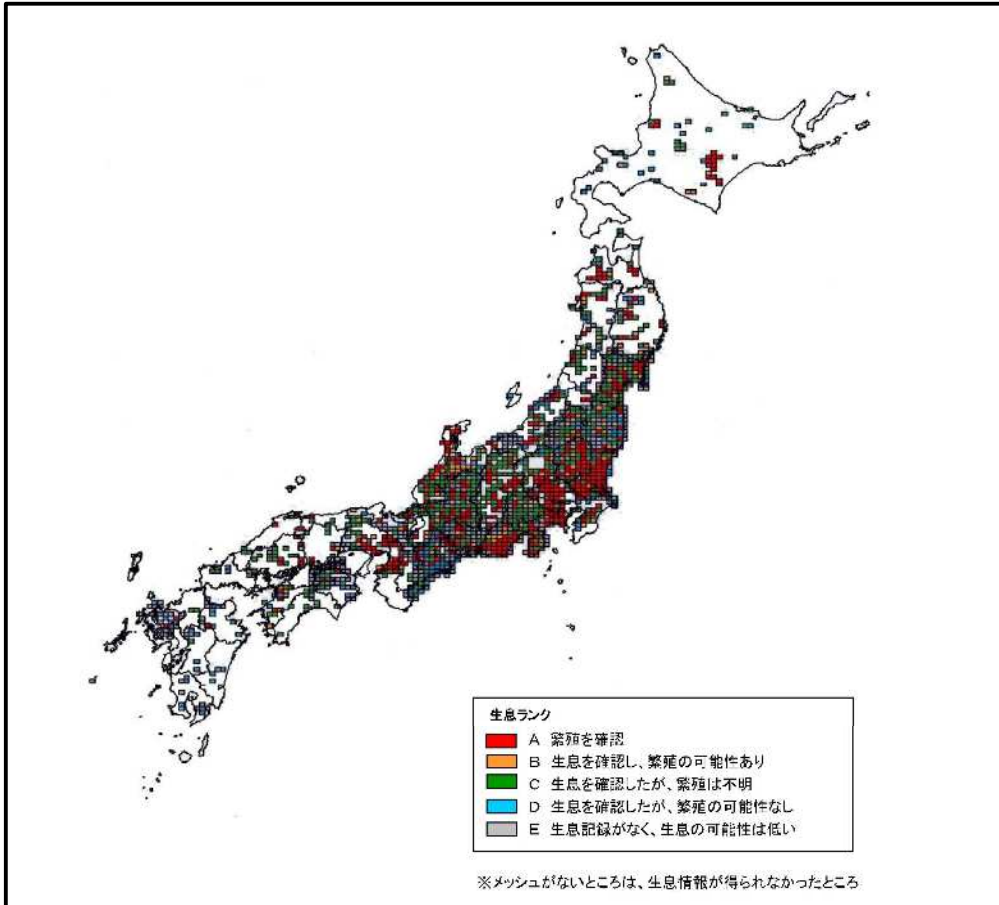 生息ランク
A 繁殖を確認
B 生息を確認し、繁殖の可能性あり
C 生息を確認したが、繁殖は不明
D 生息を確認したが、繁殖の可能性なし
E 生息記録がなく、生息の可能性は低い
※メッシュがないところは、生息情報が得られなかったところ